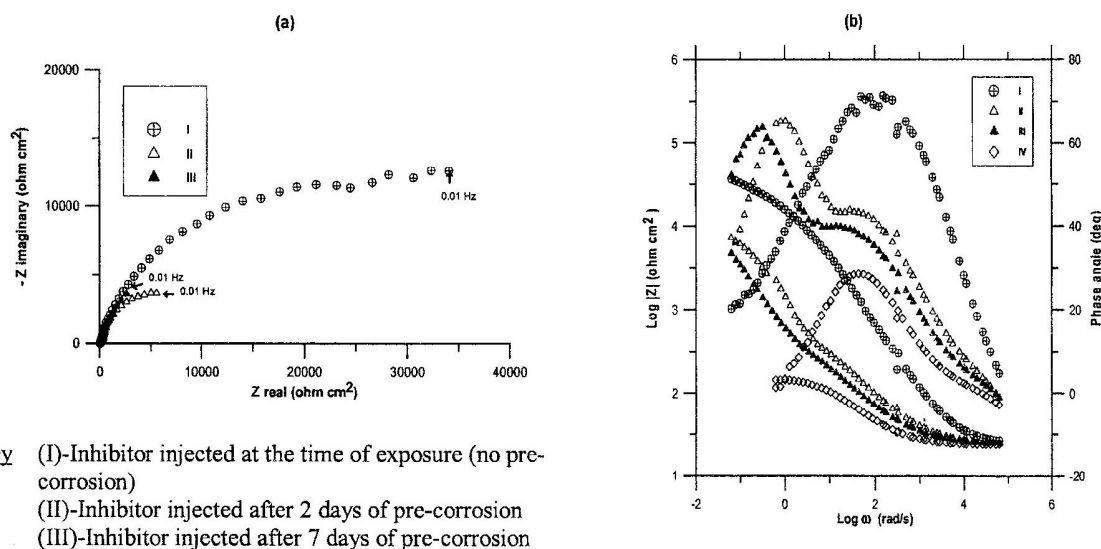 (a)
20000
10000
0
-Z imaginary (ohm cm2)
I
II
III
0.01 Hz
0.01 Hz
0.01 Hz
0 10000 20000 30000 40000
Z real (ohm cm2)
(b)
6
5
4
3
2
1
Log |Z| (ohm cm2)
80
60
40
20
0
-20
Phase angle (deg)
I
II
III
IV
-2 0 2 4 6
Log ω (rad/s)
(I)-Inhibitor injected at the time of exposure (no pre-
corrosion)
(II)-Inhibitor injected after 2 days of pre-corrosion
(III)-Inhibitor injected after 7 days of pre-corrosion